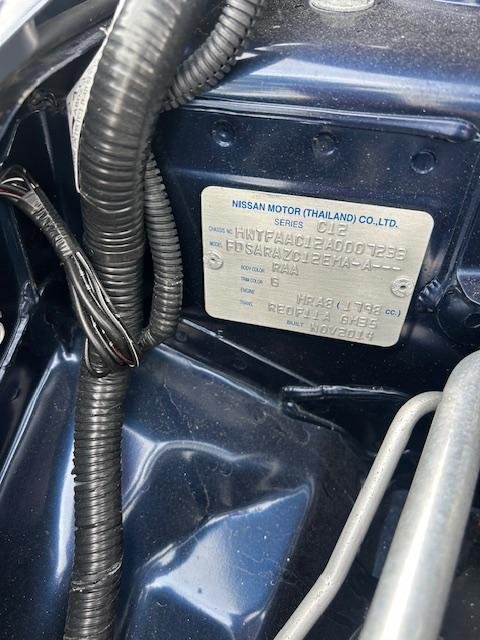 NISSAN MOTOR (THAILAND) CO.,LTD.
SERIES C12
CHASSIS NO. MNTFAAC12A0007233
MODEL FDSARAZC12EMA-A---
BODY COLOR RAA
TRIM COLOR G
ENGINE MRA8 (1798 cc.)
TRANS. RE0F11A GH35
BUILT NOV2014